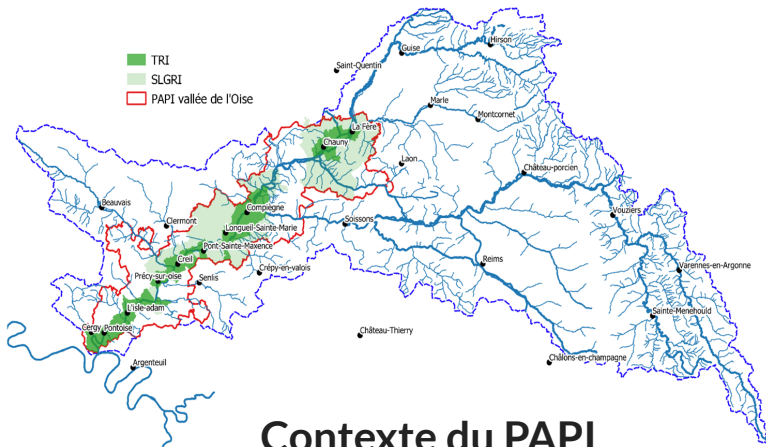 Hirson
Guise
TRI
Saint-Quentin
SLGRI
PAPI vallée de l'Oise
Marle
Montcornet
La Fère
Chauny
Laon
Château-porcien
Beauvais
Compiègne
Vouziers
Clermont
Soissons
Longueil-Sainte-Marie
Pont-Sainte-Maxence
Creil
Reims
Varennes-en-Argonne
Crépy-en-valois
Précy-sur-oise
Senlis
L'isle-adam
Sainte-Menehould
Cergy Pontoise
Château-Thierry
Argenteuil
Châlons-en-champagne
Contexte du PAPI